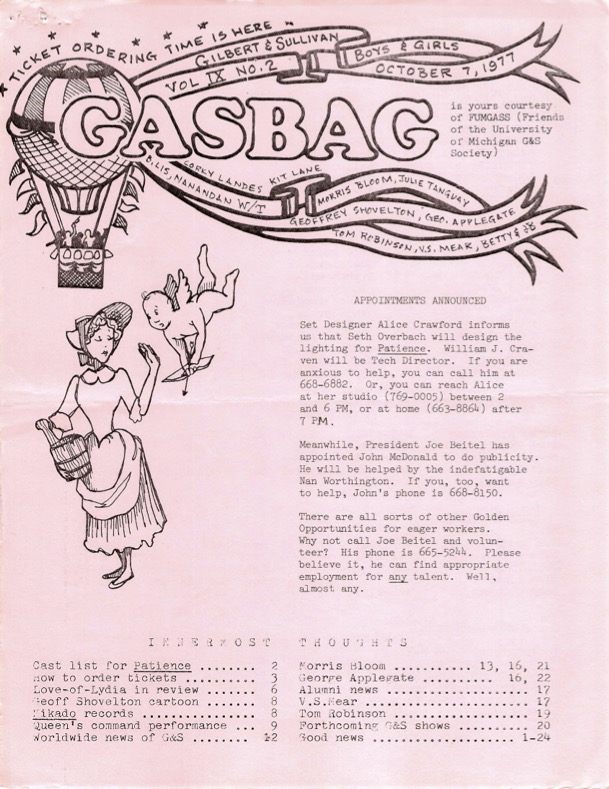 TICKET ORDERING TIME IS HERE
GILBERT & SULLIVAN
BOYS & GIRLS
VOL IX NO. 2
OCTOBER 7, 1977
GASBAG
is yours courtesy
of FUMGASS (Friends
of the University
of Michigan G&S
Society)
B. LIS, NANANDAN W/T
CORKY LANDES KIT LANE
MORRIS BLOOM, JULIE TANGUAY
GEOFFREY SHOVELTON, GEO. APPLEGATE
TOM ROBINSON, V.S. MEAR, BETTY &
APPOINTMENTS ANNOUNCED
Set Designer Alice Crawford informs
us that Seth Overbach will design the
lighting for Patience. William J. Cra-
ven will be Tech Director. If you are
anxious to help, you can call him at
668-6882. Or, you can reach Alice
at her studio (769-0005) between 2
and 6 PM, or at home (663-8864) after
7 PM.
Meanwhile, President Joe Beitel has
appointed John McDonald to do publicity.
He will be helped by the indefatigable
Nan Worthington. If you, too, want
to help, John's phone is 668-8150.
There are all sorts of other Golden
Opportunities for eager workers.
Why not call Joe Beitel and volun-
teer? His phone is 665-5244. Please
believe it, he can find appropriate
employment for any talent. Well,
almost any.
INNERMOST THOUGHTS
Cast list for Patience ........ 2
How to order tickets .......... 3
Love-of-Lydia in review ....... 6
Geoff Shovelton cartoon ....... 8
Mikado records ................ 8
Queen's command performance ... 9
Worldwide news of G&S ........ 12
Morris Bloom ........... 13, 16, 21
George Applegate ........... 16, 22
Alumni news .................... 17
V.S.Mear ....................... 17
Tom Robinson ................... 19
Forthcoming G&S shows .......... 20
Good news .................... 1-24